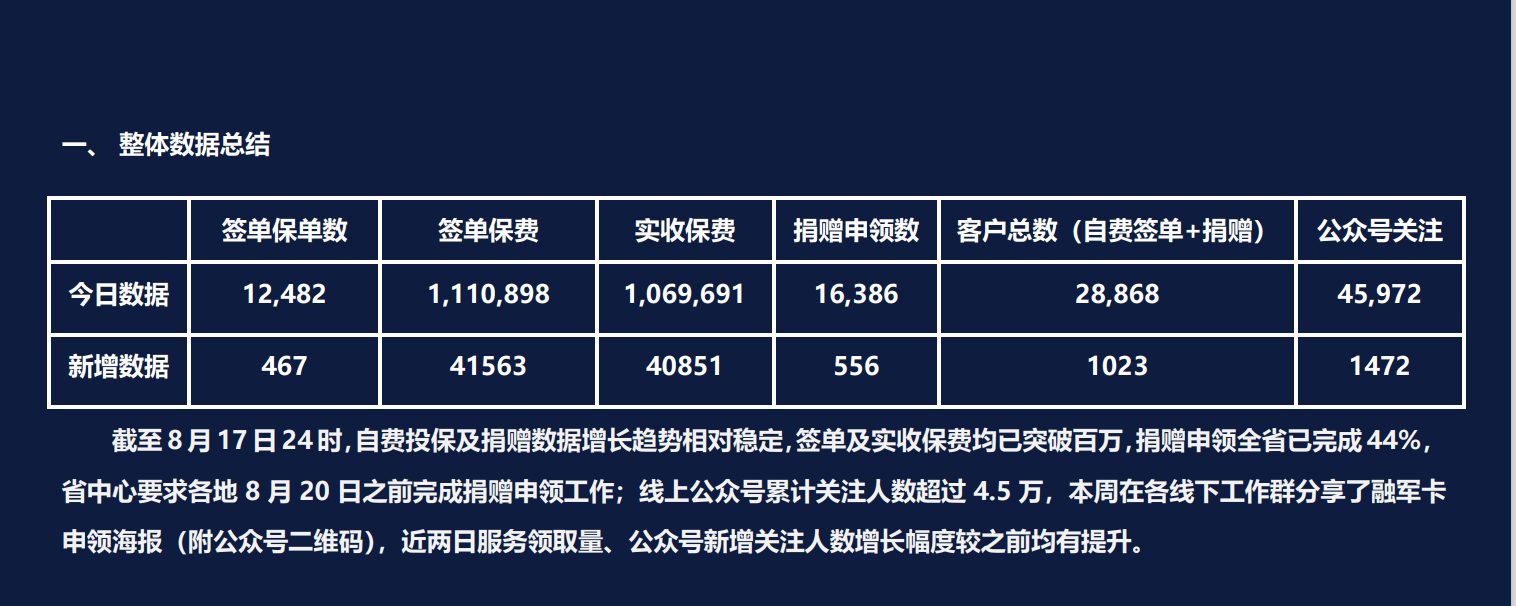 一、 整体数据总结
签单保单数 签单保费 实收保费 捐赠申领数 客户总数（自费签单+捐赠） 公众号关注
今日数据 12,482 1,110,898 1,069,691 16,386 28,868 45,972
新增数据 467 41563 40851 556 1023 1472
截至 8 月 17 日 24 时，自费投保及捐赠数据增长趋势相对稳定，签单及实收保费均已突破百万，捐赠申领全省已完成 44%，
省中心要求各地 8 月 20 日之前完成捐赠申领工作；线上公众号累计关注人数超过 4.5 万，本周在各线下工作群分享了融军卡
申领海报（附公众号二维码），近两日服务领取量、公众号新增关注人数增长幅度较之前均有提升。